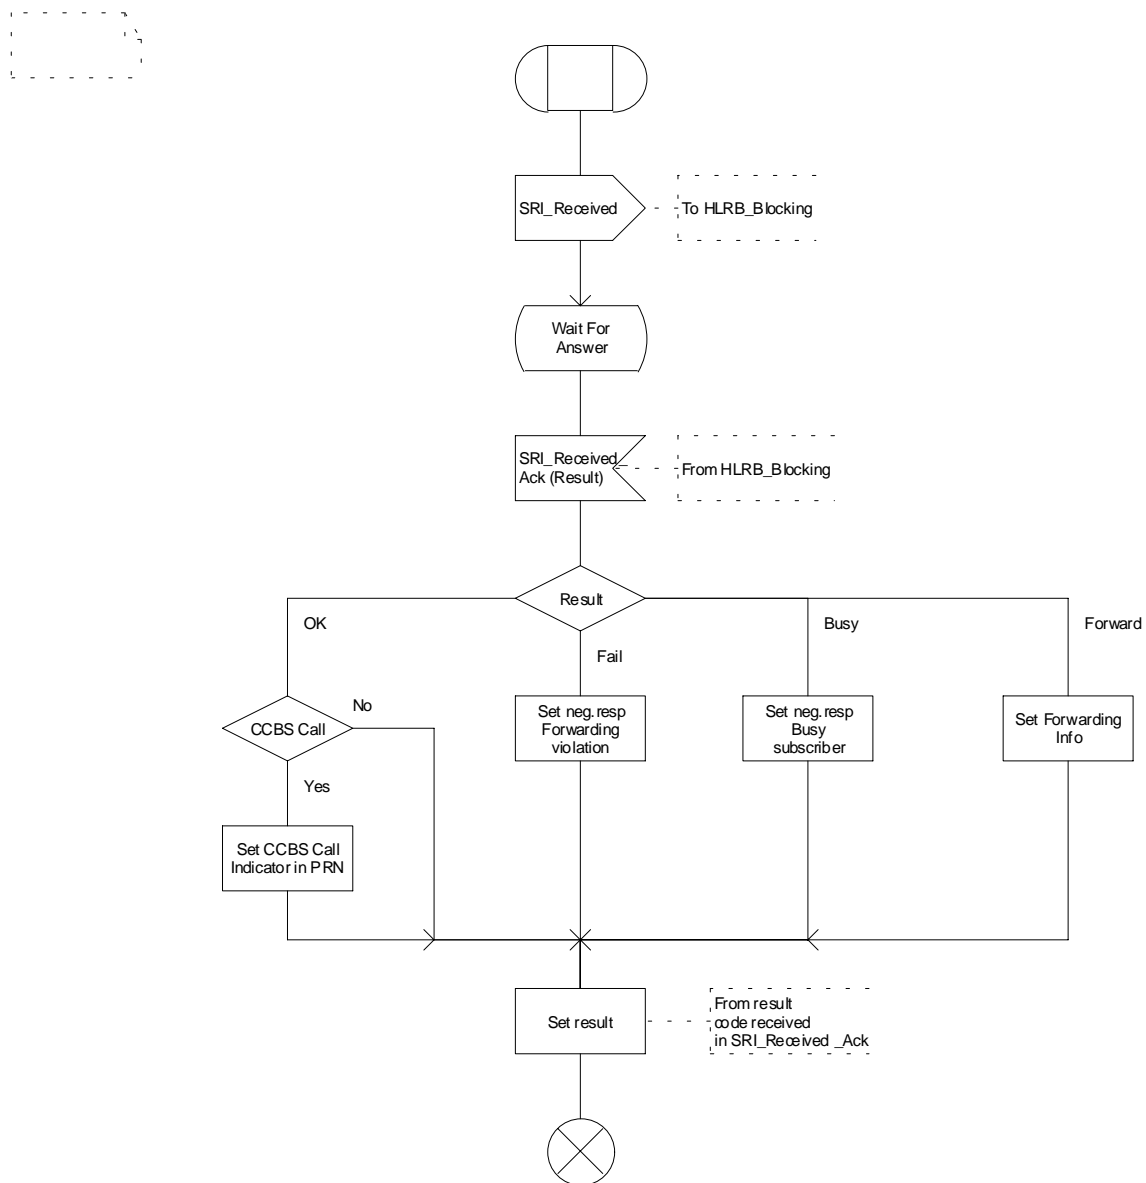 SRI_Received
To HLRB_Blocking
Wait For
Answer
SRI_Received_
Ack (Result)
From HLRB_Blocking
Result
OK
Busy
Forward
Fail
No
CCBS Call
Set neg.resp
Forwarding
violation
Set neg.resp
Busy
subscriber
Set Forwarding
Info
Yes
Set CCBS Call
Indicator in PRN
Set result
From result
code received
in SRI_Received _Ack